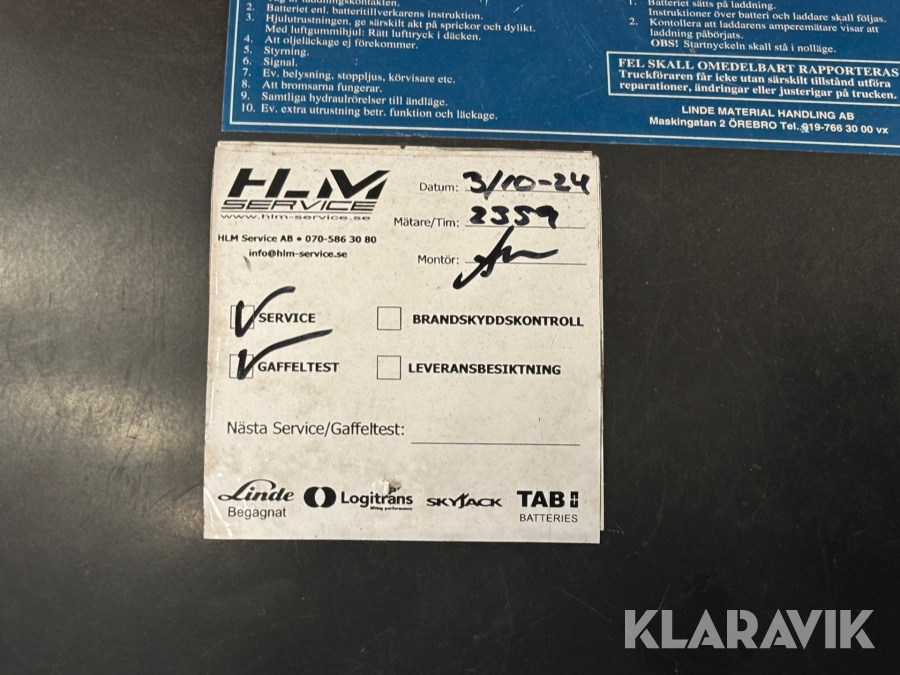 2. Batteriet enl. batteritillverkarens instruktion.
3. Hjulutrustningen, ge särskilt akt på sprickor och dylikt.
Med luftgummihjul: Rätt lufttryck i däcken.
4. Att oljeläckage ej förekommer.
5. Styrning.
6. Signal.
7. Ev. belysning, stoppljus, körvisare etc.
8. Att bromsarna fungerar.
9. Samtliga hydraulrörelser till ändläge.
10. Ev. extra utrustning betr. funktion och läckage.
1. Batteriet sätts på laddning.
Instruktioner över batteri och laddare skall följas.
2. Kontollera att laddarens amperemätare visar att
laddning påbörjats.
OBS! Startnyckeln skall stå i nolläge.
FEL SKALL OMEDELBART RAPPORTERAS
Truckföraren får icke utan särskilt tillstånd utföra
reparationer, ändringar eller justerigar på trucken.
LINDE MATERIAL HANDLING AB
Maskingatan 2 ÖREBRO Tel. 019-766 30 00 vx
HLM
SERVICE
www.hlm-service.se
HLM Service AB • 070-586 30 80
info@hlm-service.se
Datum: 3/10-24
Mätare/Tim: 2359
Montör:
SERVICE
BRANDSKYDDSKONTROLL
GAFFELTEST
LEVERANSBESIKTNING
Nästa Service/Gaffeltest:
Linde
Begagnat
Logitrans
lifting performance
SKYJACK
TAB
BATTERIES
KLARAVIK